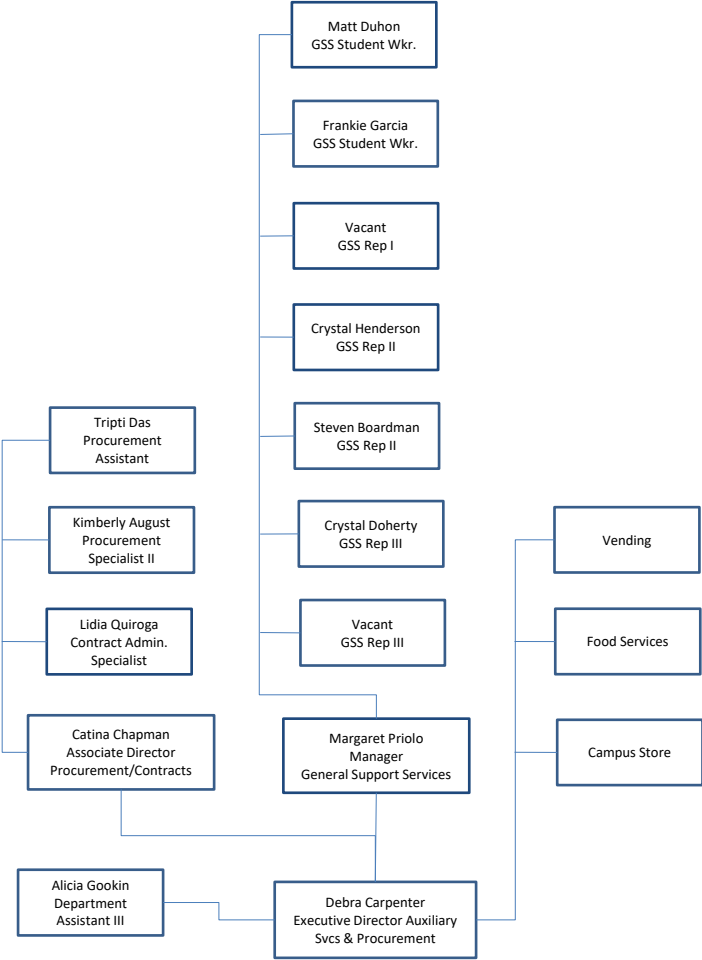 Matt Duhon
GSS Student Wkr.
Frankie Garcia
GSS Student Wkr.
Vacant
GSS Rep I
Crystal Henderson
GSS Rep II
Steven Boardman
GSS Rep II
Crystal Doherty
GSS Rep III
Vacant
GSS Rep III
Margaret Priolo
Manager
General Support Services
Tripti Das
Procurement
Assistant
Kimberly August
Procurement
Specialist II
Lidia Quiroga
Contract Admin.
Specialist
Catina Chapman
Associate Director
Procurement/Contracts
Vending
Food Services
Campus Store
Alicia Gookin
Department
Assistant III
Debra Carpenter
Executive Director Auxiliary
Svcs & Procurement